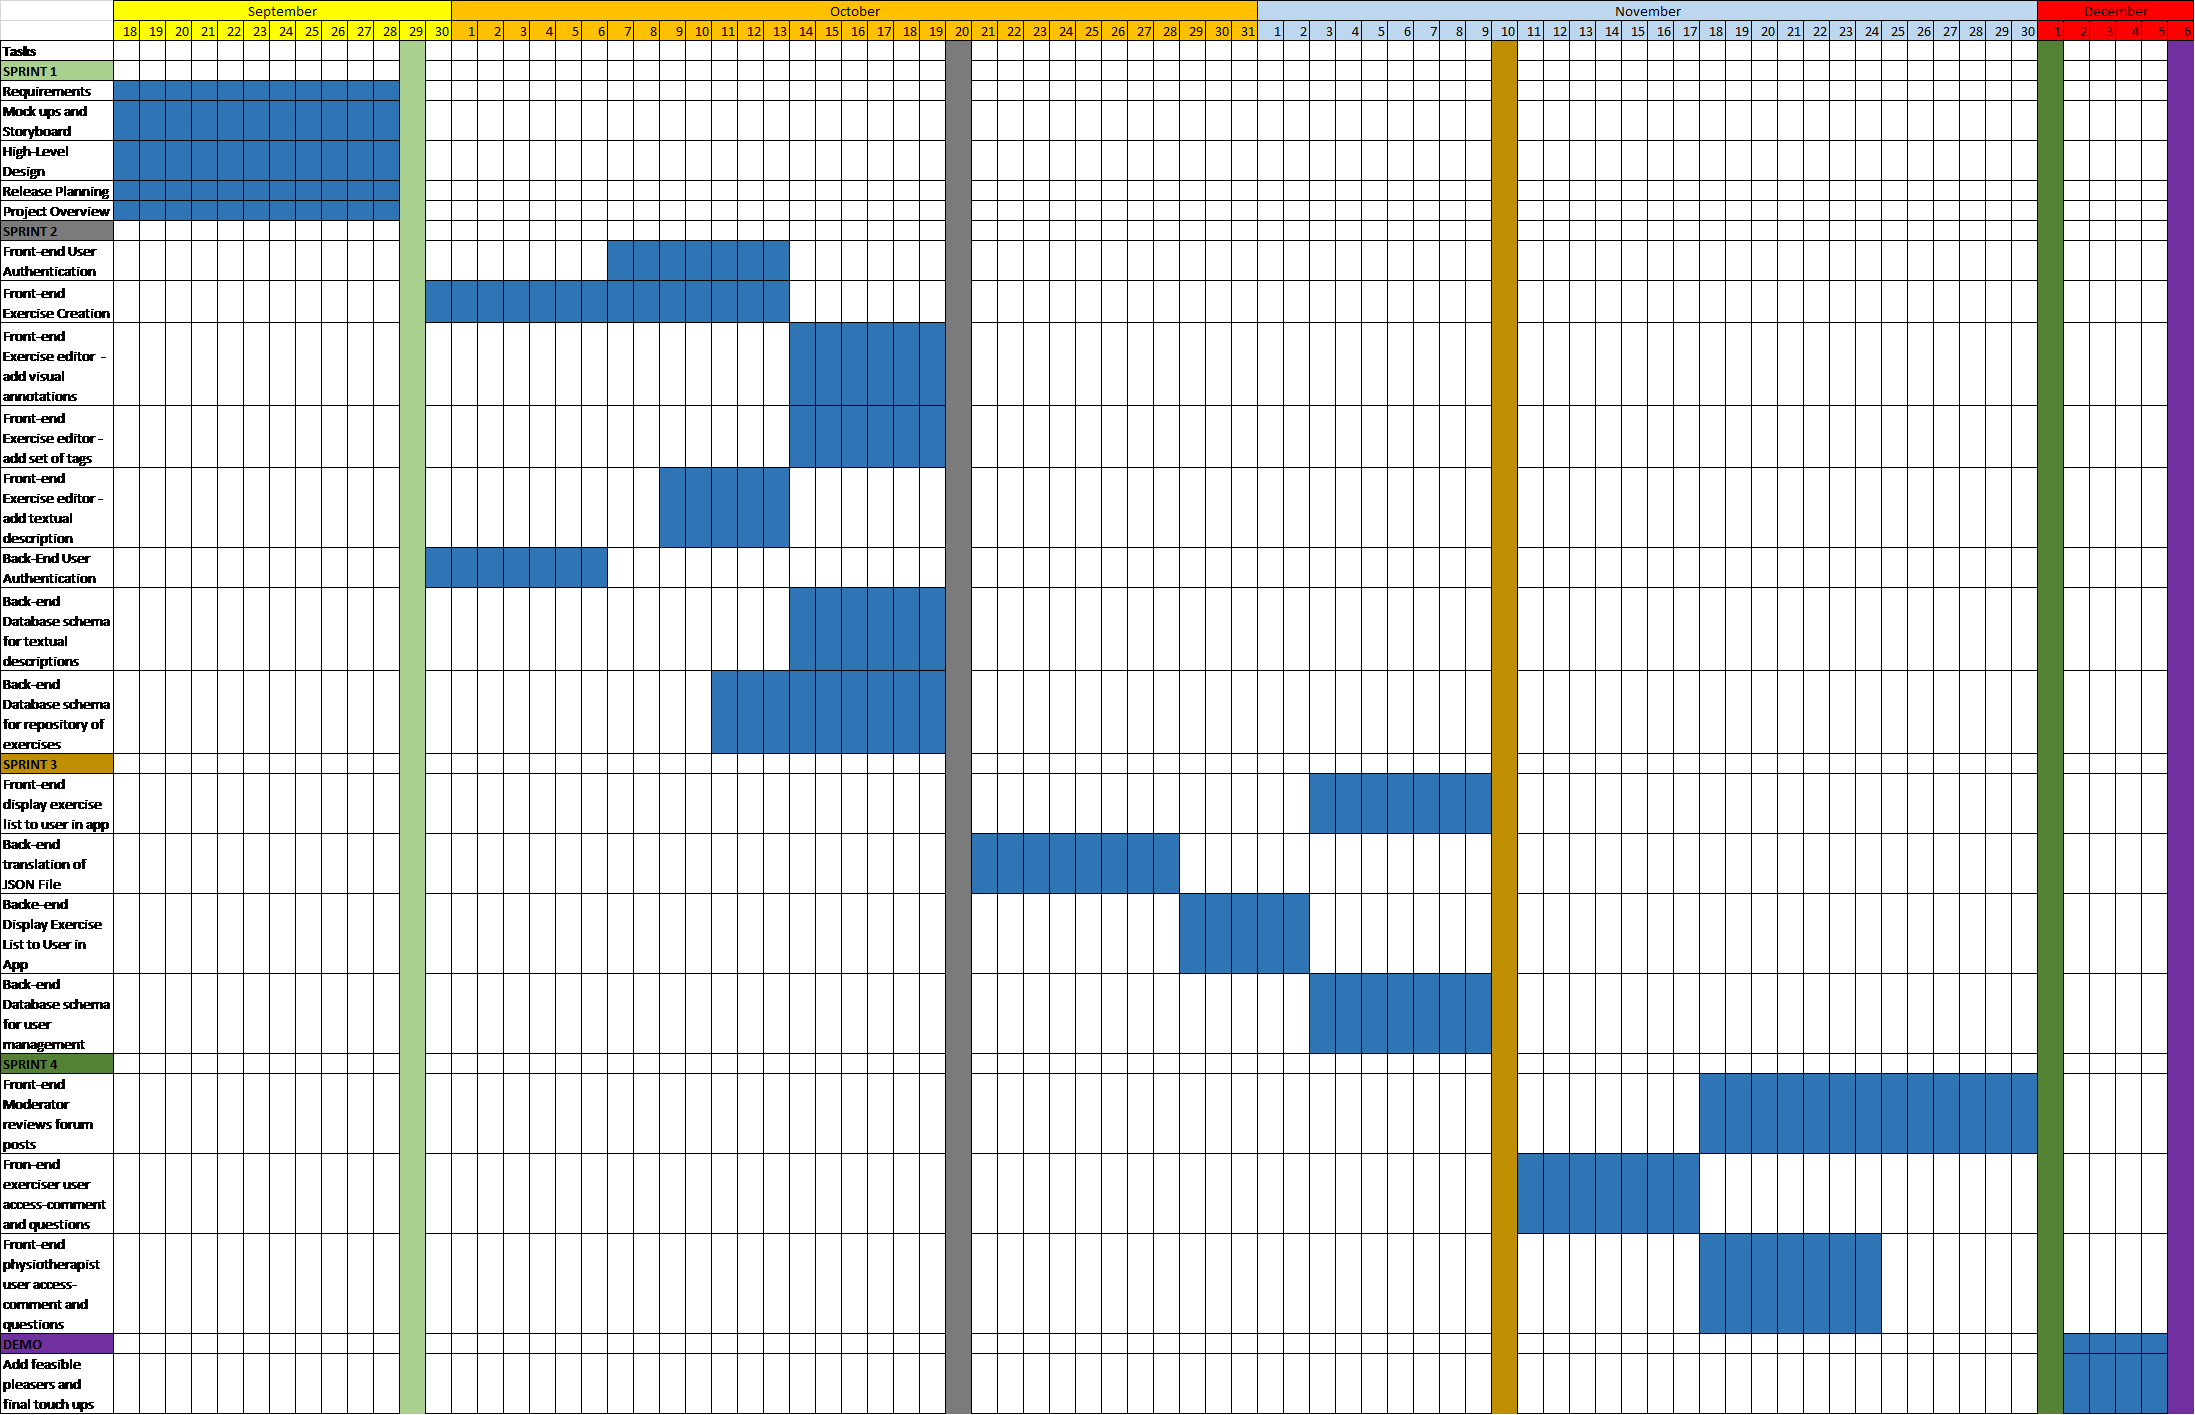 September October November December
18 19 20 21 22 23 24 25 26 27 28 29 30 1 2 3 4 5 6 7 8 9 10 11 12 13 14 15 16 17 18 19 20 21 22 23 24 25 26 27 28 29 30 31 1 2 3 4 5 6 7 8 9 10 11 12 13 14 15 16 17 18 19 20 21 22 23 24 25 26 27 28 29 30 1 2 3 4 5 6
Tasks
SPRINT 1
Requirements
Mock ups and
Storyboard
High-Level
Design
Release Planning
Project Overview
SPRINT 2
Front-end User
Authentication
Front-end
Exercise Creation
Front-end
Exercise editor -
add visual
annotations
Front-end
Exercise editor -
add set of tags
Front-end
Exercise editor -
add textual
description
Back-End User
Authentication
Back-end
Database schema
for textual
descriptions
Back-end
Database schema
for repository of
exercises
SPRINT 3
Front-end
display exercise
list to user in app
Back-end
translation of
JSON File
Backe-end
Display Exercise
List to User in
App
Back-end
Database schema
for user
management
SPRINT 4
Front-end
Moderator
reviews forum
posts
Fron-end
exerciser user
access-comment
and questions
Front-end
physiotherapist
user access-
comment and
questions
DEMO
Add feasible
pleasers and
final touch ups